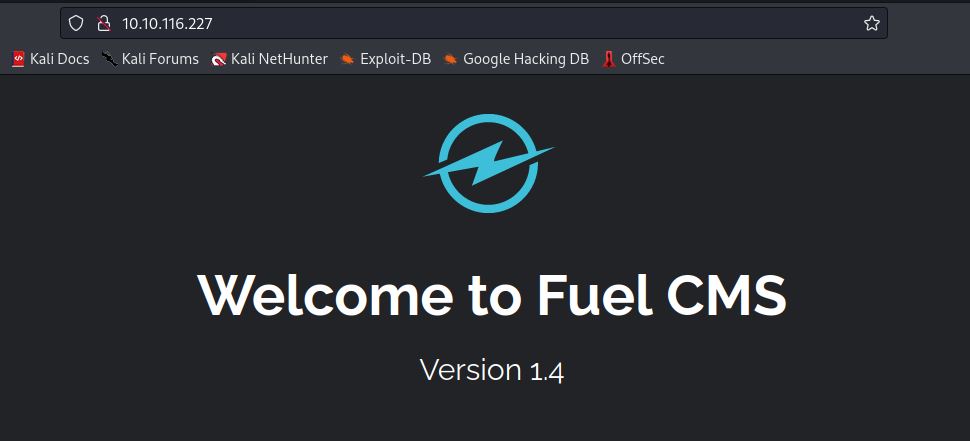 10.10.116.227
Kali Docs Kali Forums Kali NetHunter Exploit-DB Google Hacking DB OffSec
Welcome to Fuel CMS
Version 1.4